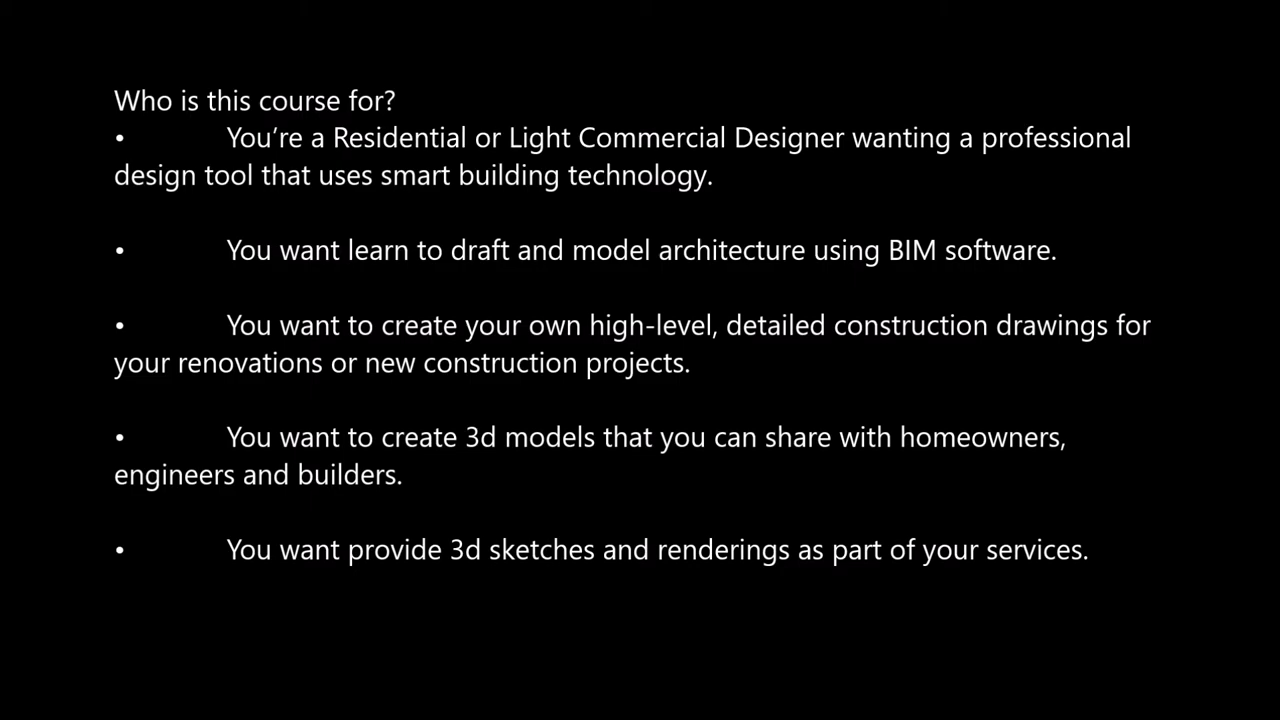 Who is this course for?
• You’re a Residential or Light Commercial Designer wanting a professional
design tool that uses smart building technology.
• You want learn to draft and model architecture using BIM software.
• You want to create your own high-level, detailed construction drawings for
your renovations or new construction projects.
• You want to create 3d models that you can share with homeowners,
engineers and builders.
• You want provide 3d sketches and renderings as part of your services.